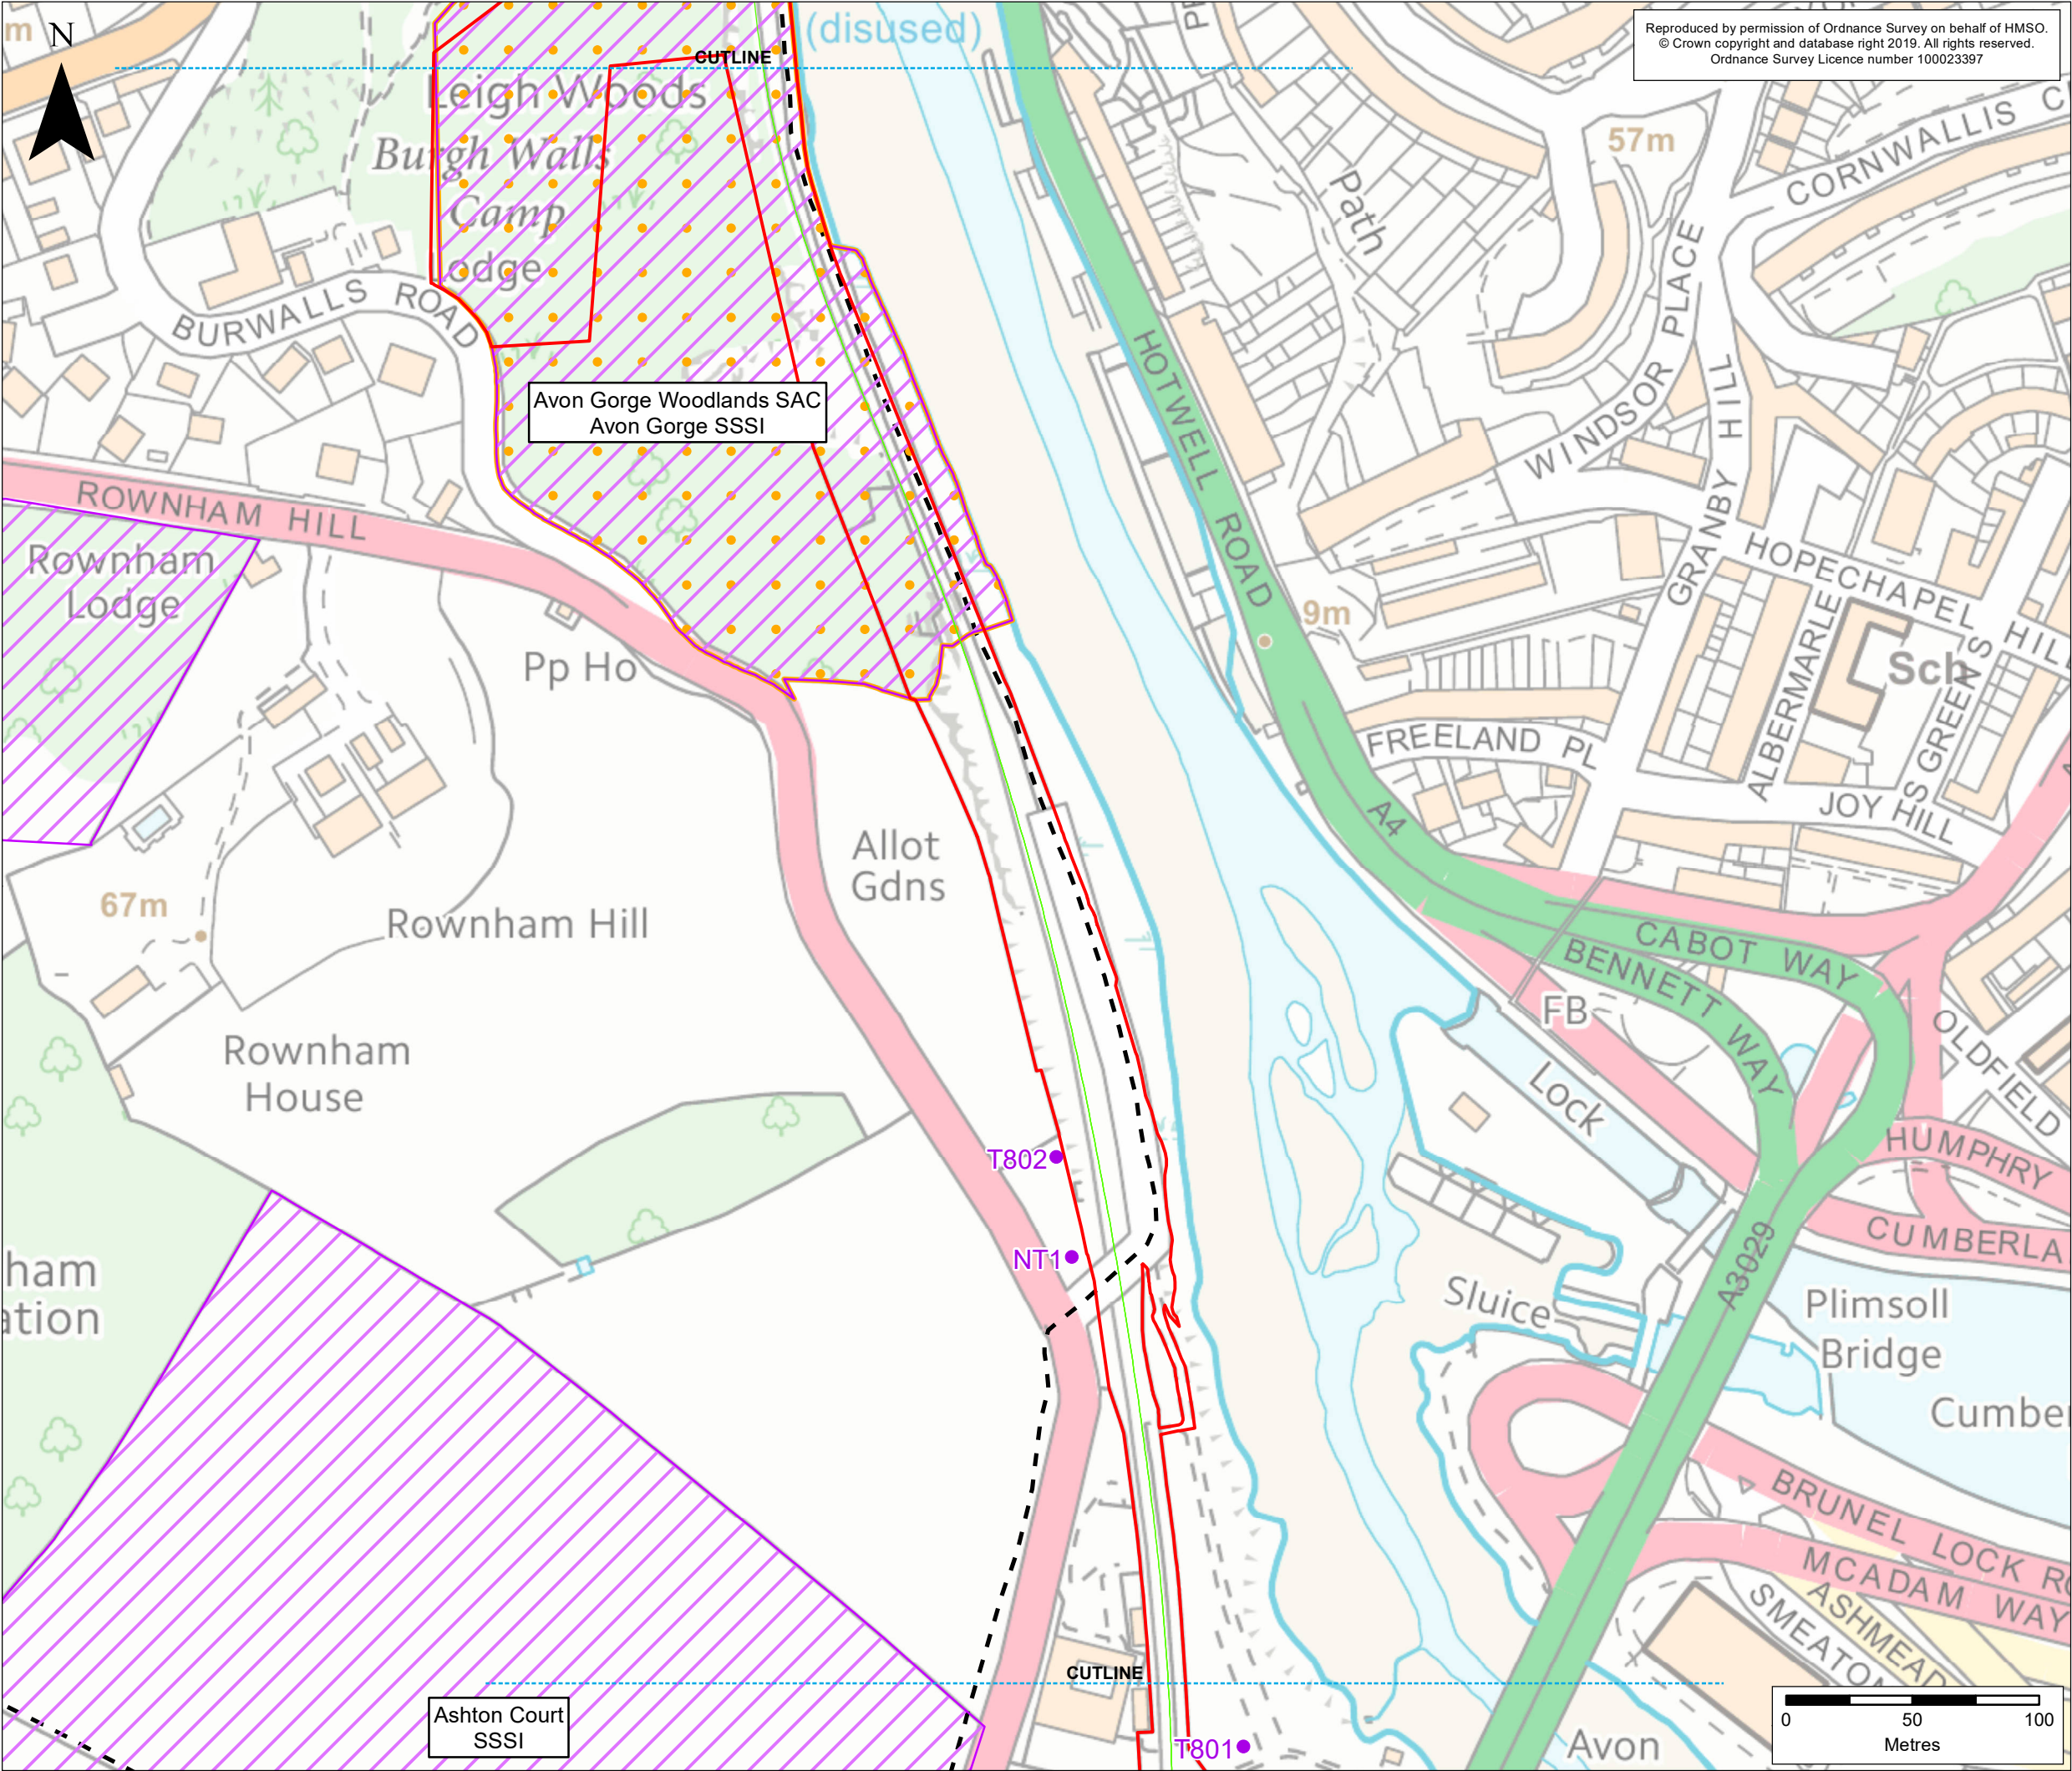 m
N
(disused)
CUTLINE
Reproduced by permission of Ordnance Survey on behalf of HMSO.
© Crown copyright and database right 2019. All rights reserved.
Ordnance Survey Licence number 100023397
Leigh Woods
Burgh Walls
Camp
Lodge
57m
CORNWALLIS C
Path
BURWALLS ROAD
WINDSOR PLACE
HOTWELL ROAD
GRANBY HILL
Avon Gorge Woodlands SAC
Avon Gorge SSSI
ROWNHAM HILL
Rownham
Lodge
HOPECHAPEL HILL
9m
ALBERMARLE
Sch
S GREEN S
Pp Ho
FREELAND PL
JOY HILL
A4
Allot
Gdns
67m
Rownham Hill
CABOT WAY
BENNETT WAY
FB
OLDFIELD
Rownham
House
Lock
HUMPHRY
T802
CUMBERLA
NT1
A3029
ham
ation
Sluice
Plimsoll
Bridge
Cumbe
BRUNEL LOCK RO
MCADAM WAY
ASHMEAD
SMEATON
CUTLINE
Ashton Court
SSSI
T801
Avon
0 50 100
Metres